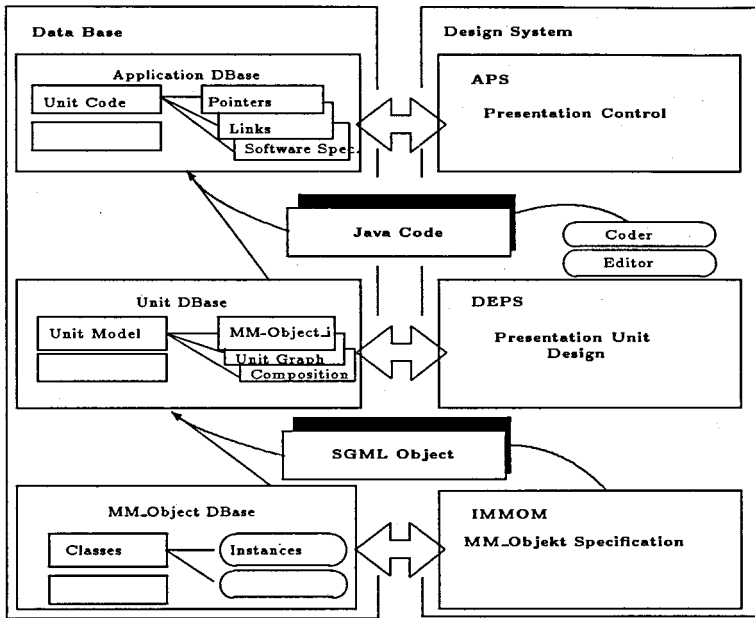 Data Base
Application DBase
Unit Code
Pointers
Links
Software Spec.
Design System
APS
Presentation Control
Java Code
Coder
Editor
Unit DBase
Unit Model
MM-Object_i
Unit Graph
Composition
DEPS
Presentation Unit
Design
SGML Object
MM_Object DBase
Classes
Instances
IMMOM
MM_Objekt Specification